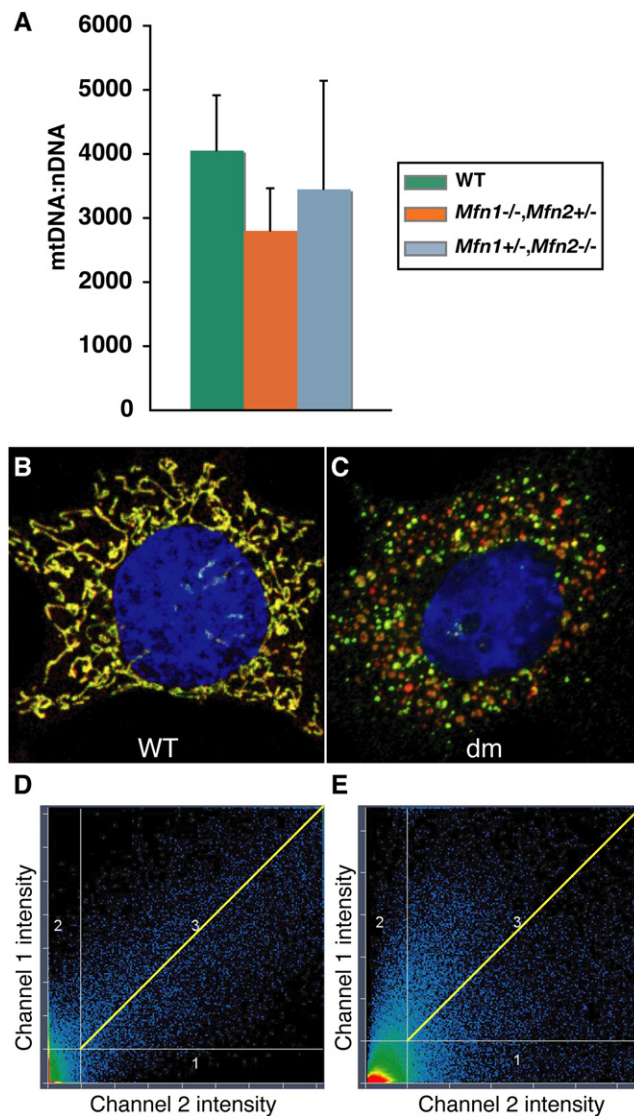 A
6000
5000
4000
3000
2000
1000
0
mtDNA:nDNA
WT
Mfn1-/-,Mfn2+/-
Mfn1+/-,Mfn2-/-
B
WT
C
dm
D
Channel 1 intensity
2
3
1
Channel 2 intensity
E
Channel 1 intensity
2
3
1
Channel 2 intensity